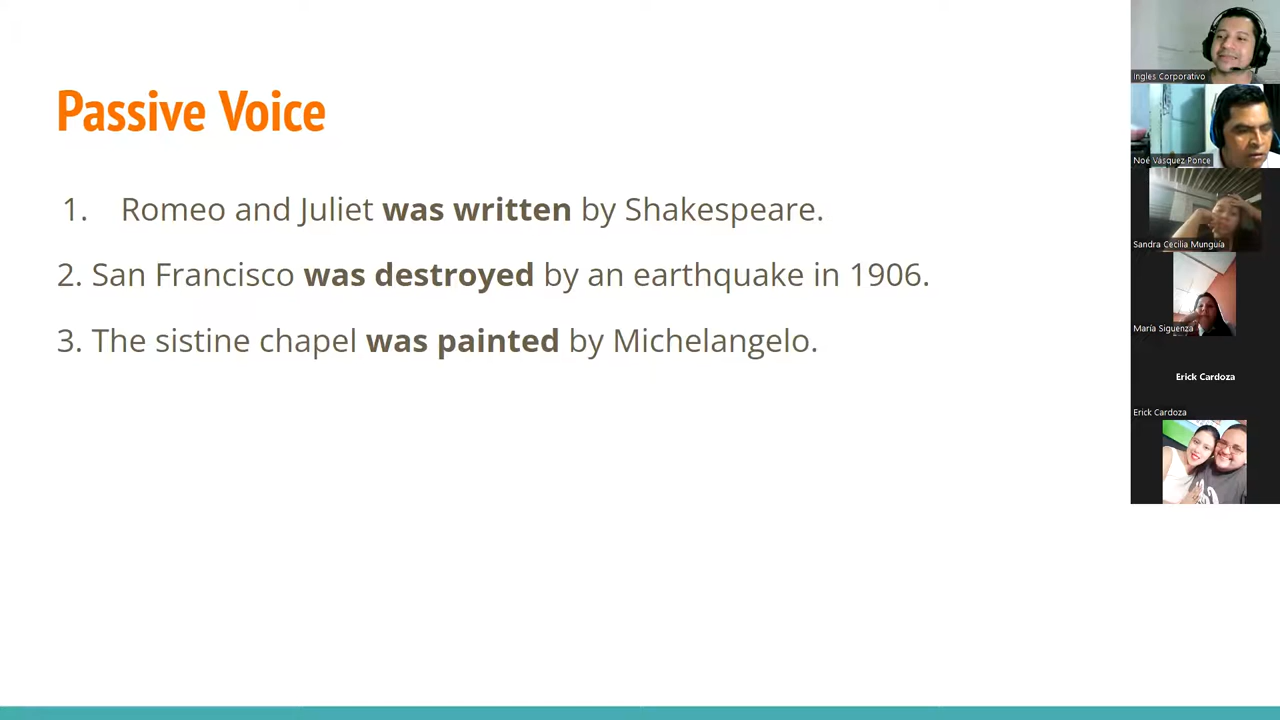 Passive Voice
1. Romeo and Juliet was written by Shakespeare.
2. San Francisco was destroyed by an earthquake in 1906.
3. The sistine chapel was painted by Michelangelo.
Ingles Corporativo
Noé Vásquez Ponce
Sandra Cecilia Munguía
María Siguenza
Erick Cardoza
Erick Cardoza